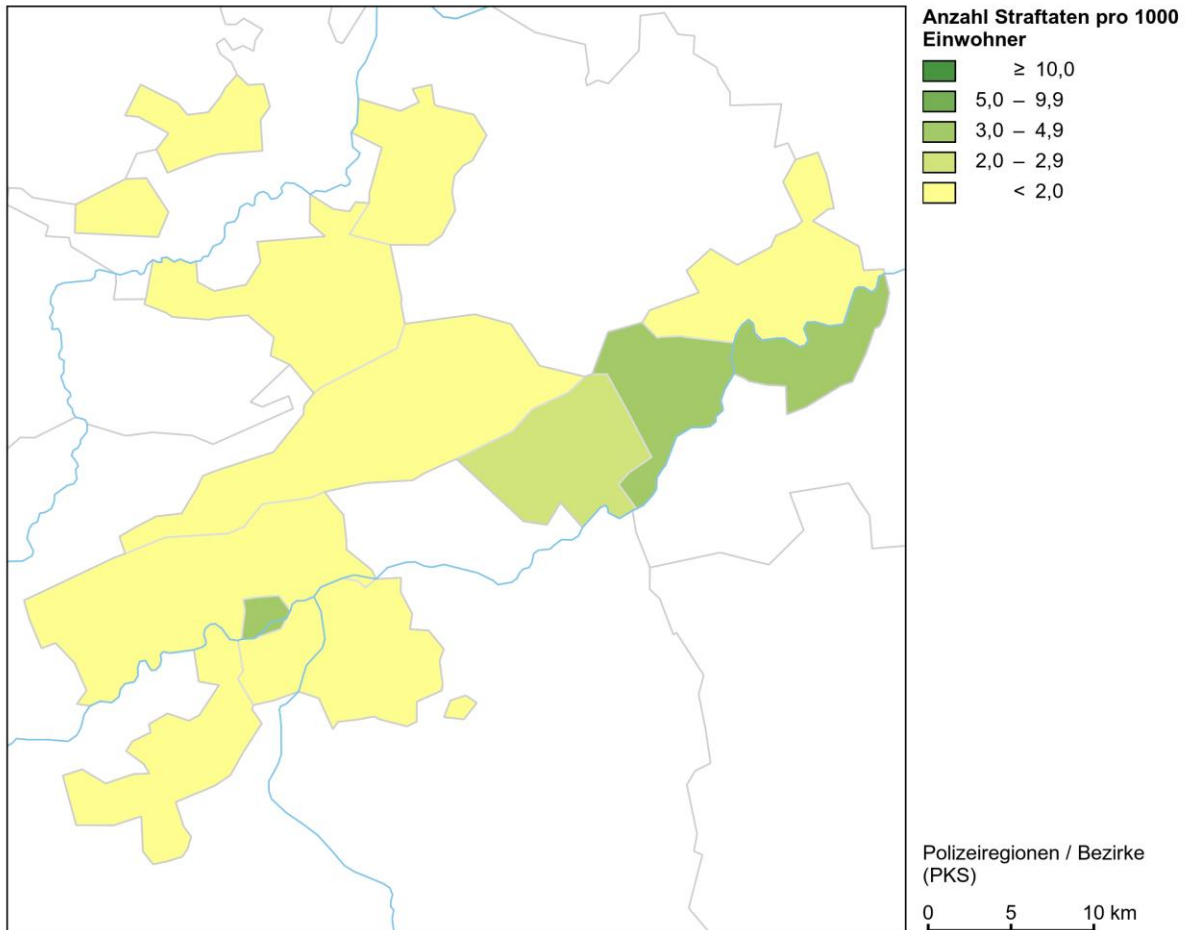 Anzahl Straftaten pro 1000
Einwohner
≥ 10,0
5,0 – 9,9
3,0 – 4,9
2,0 – 2,9
< 2,0
Polizeiregionen / Bezirke
(PKS)
0 5 10 km